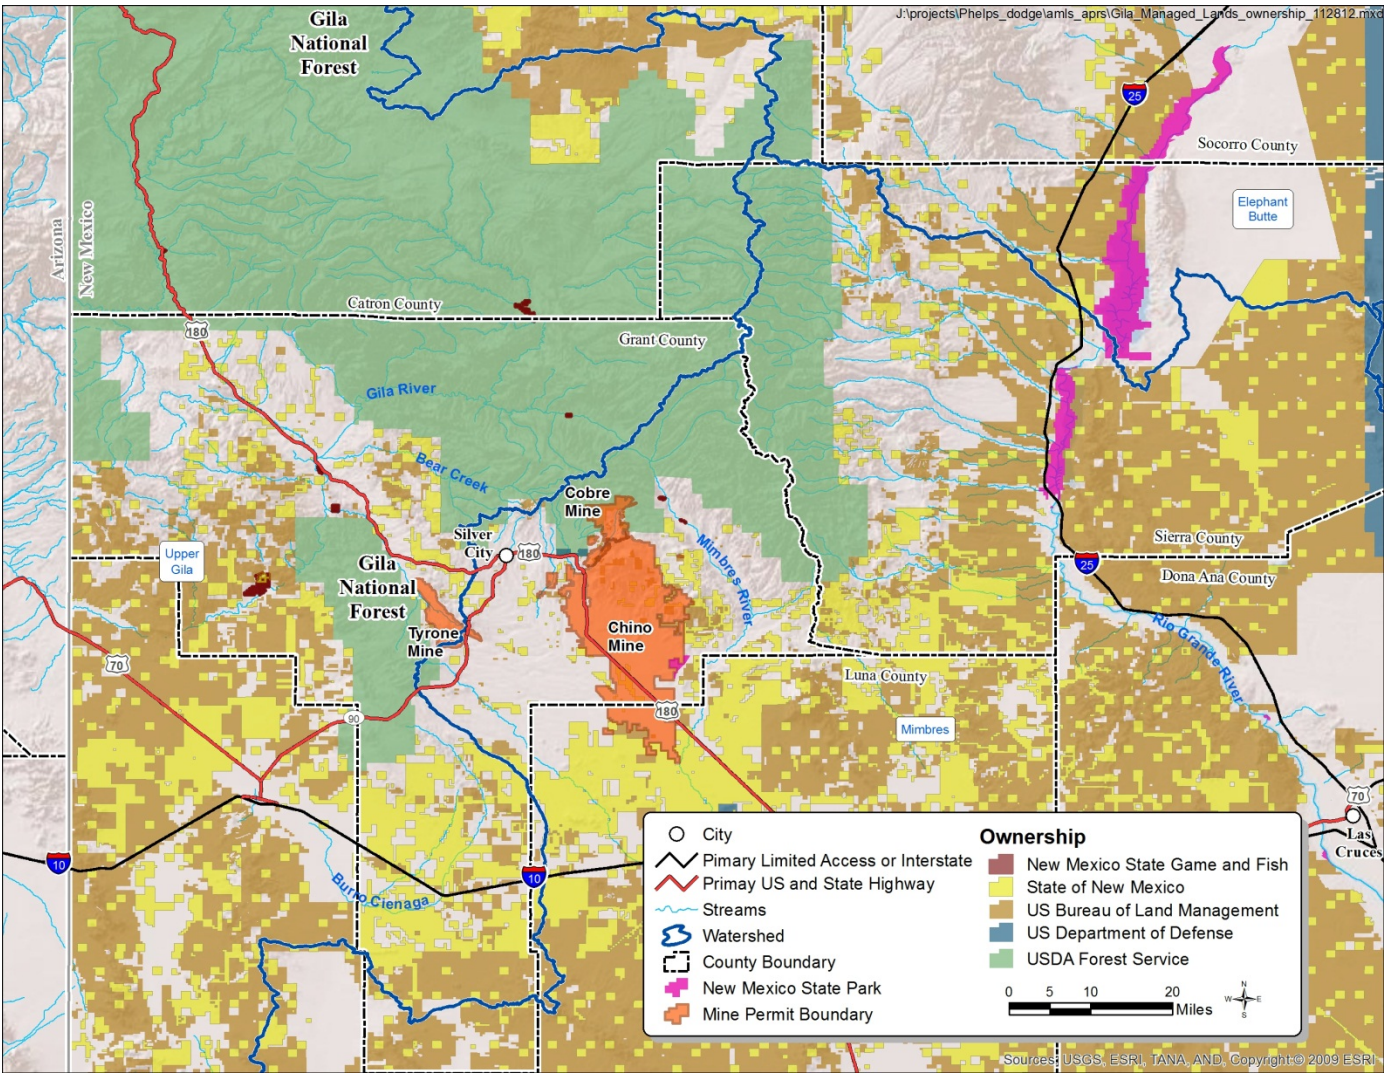 J:\projects\Phelps_dodge\amls_aprs\Gila_Managed_Lands_ownership_112812.mxd
Gila
National
Forest
25
Socorro County
Elephant
Butte
Arizona
New Mexico
Catron County
180
Grant County
Gila River
Bear Creek
Cobre
Mine
Silver
City
180
Mimbres River
Sierra County
25
Dona Ana County
Upper
Gila
Gila
National
Forest
Tyrone
Mine
Chino
Mine
Rio Grande River
70
Luna County
90
180
Mimbres
70
Las
Cruces
10
10
Burro Cienaga
City
Pimary Limited Access or Interstate
Primay US and State Highway
Streams
Watershed
County Boundary
New Mexico State Park
Mine Permit Boundary
Ownership
New Mexico State Game and Fish
State of New Mexico
US Bureau of Land Management
US Department of Defense
USDA Forest Service
0 5 10 20
Miles
N
W E
S
Sources: USGS, ESRI, TANA, AND, Copyright:© 2009 ESRI